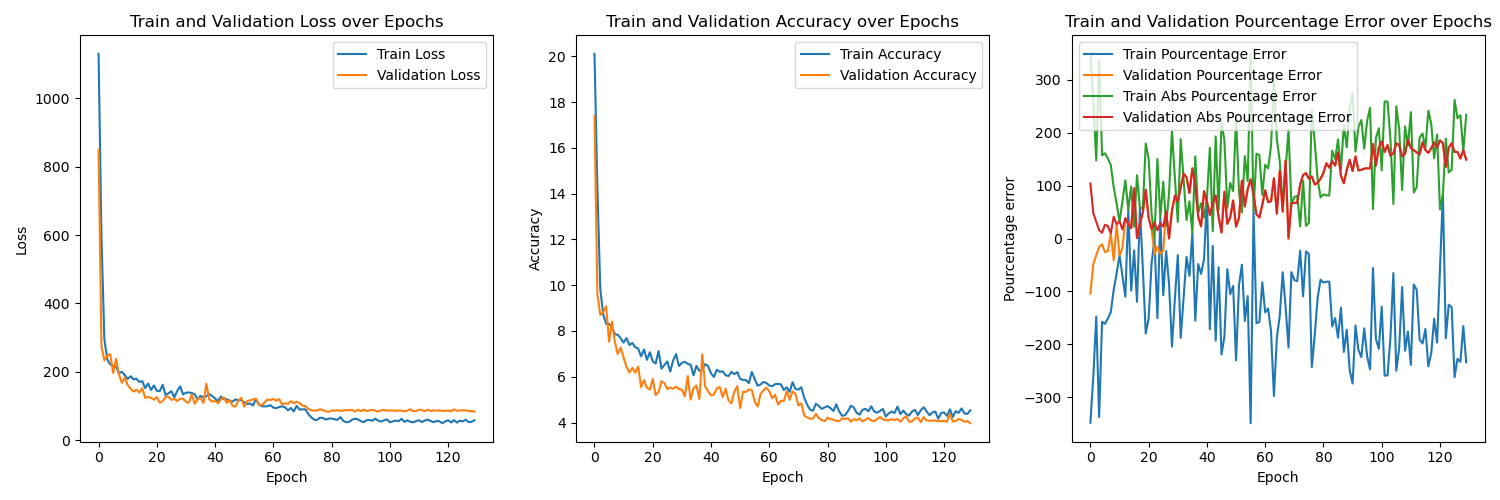 Train and Validation Loss over Epochs
Loss
1000
800
600
400
200
0
0 20 40 60 80 100 120
Epoch
Train Loss
Validation Loss
Train and Validation Accuracy over Epochs
Accuracy
20
18
16
14
12
10
8
6
4
0 20 40 60 80 100 120
Epoch
Train Accuracy
Validation Accuracy
Train and Validation Pourcentage Error over Epochs
Pourcentage error
300
200
100
0
−100
−200
−300
0 20 40 60 80 100 120
Epoch
Train Pourcentage Error
Validation Pourcentage Error
Train Abs Pourcentage Error
Validation Abs Pourcentage Error